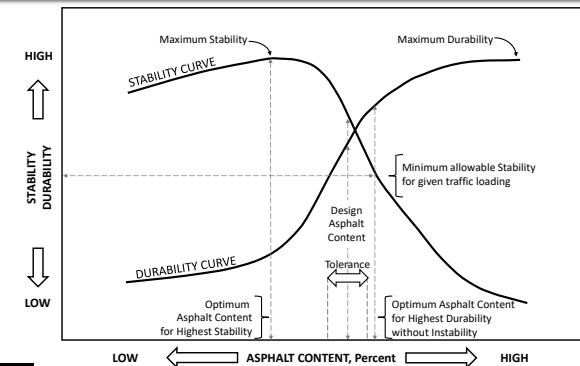 Maximum Stability
Maximum Durability
HIGH
STABILITY CURVE
STABILITY
DURABILITY
Minimum allowable Stability
for given traffic loading
Design
Asphalt
Content
DURABILITY CURVE
Tolerance
LOW
Optimum
Asphalt Content
for Highest Stability
Optimum Asphalt Content
for Highest Durability
without Instability
LOW
ASPHALT CONTENT, Percent
HIGH